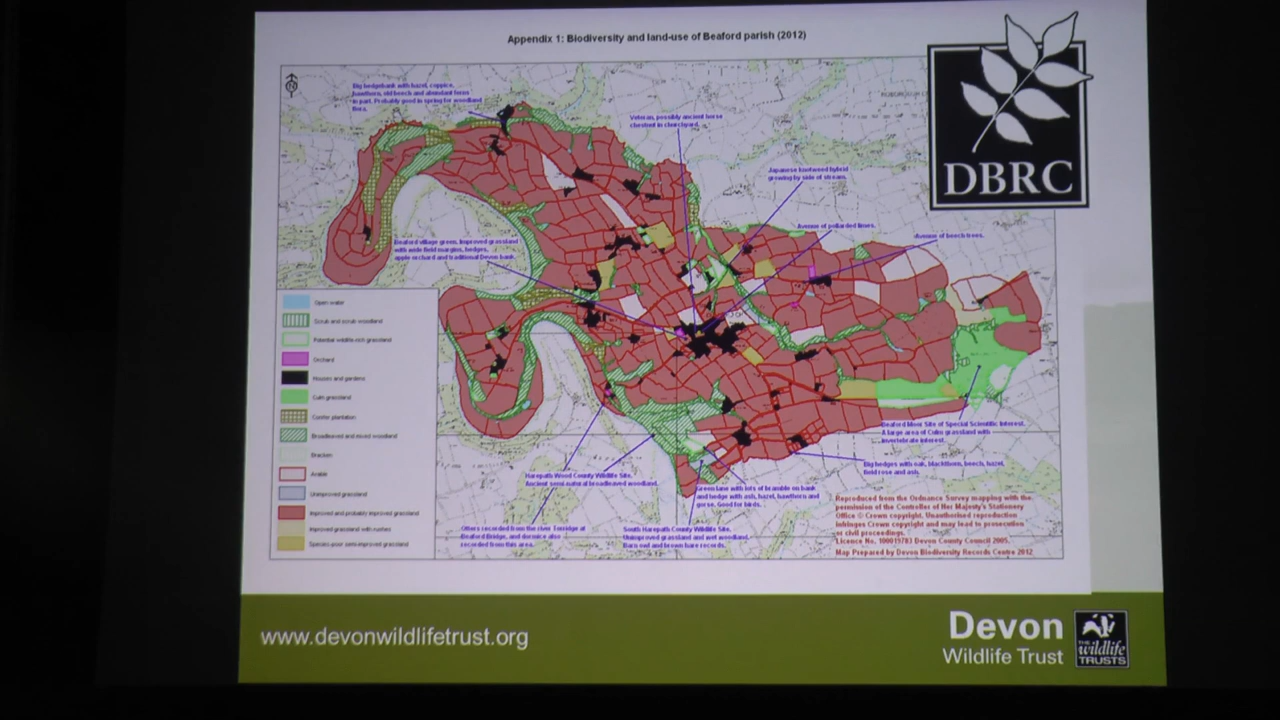 Appendix 1: Biodiversity and land-use of Beaford parish (2012)
DBRC
N
Big hedgebank with hazel, coppice,
hawthorn, old beech and abundant ferns
in part. Probably good in spring for woodland
flora.
Veteran, possibly ancient horse
chestnut in churchyard.
Japanese knotweed hybrid
growing by side of stream.
Avenue of pollarded limes.
Avenue of beech trees.
Beaford village green. Improved grassland
with wide field margins, hedges,
apple orchard and traditional Devon bank.
Open water
Scrub and scrub woodland
Potential wildlife-rich grassland
Orchard
Houses and gardens
Culm grassland
Conifer plantation
Broadleaved and mixed woodland
Bracken
Arable
Unimproved grassland
Improved and probably improved grassland
Improved grassland with rushes
Species-poor semi-improved grassland
Beaford Moor Site of Special Scientific Interest.
A large area of Culm grassland with
invertebrate interest.
Big hedges with oak, blackthorn, beech, hazel,
field rose and ash.
Harepath Wood County Wildlife Site.
Ancient semi-natural broadleaved woodland.
Green lane with lots of bramble on bank
and hedge with ash, hazel, hawthorn and
gorse. Good for birds.
Otters recorded from the river Torridge at
Beaford Bridge, and dormice also
recorded from this area.
South Harepath County Wildlife Site.
Unimproved grassland and wet woodland.
Barn owl and brown hare records.
Reproduced from the Ordnance Survey mapping with the
permission of the Controller of Her Majesty's Stationery
Office © Crown copyright. Unauthorised reproduction
infringes Crown copyright and may lead to prosecution
or civil proceedings.
Licence No. 100019783 Devon County Council 2005.
Map Prepared by Devon Biodiversity Records Centre 2012
www.devonwildlifetrust.org
Devon
Wildlife Trust
THE
wildlife
TRUSTS